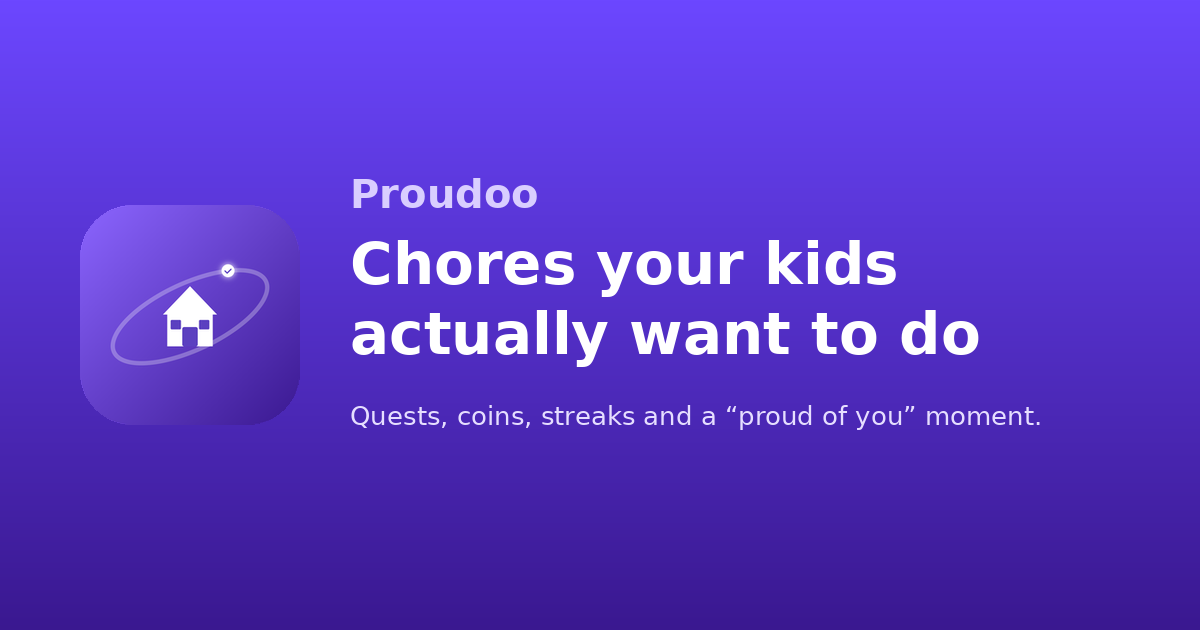 Proudoo
Chores your kids
actually want to do
Quests, coins, streaks and a “proud of you” moment.